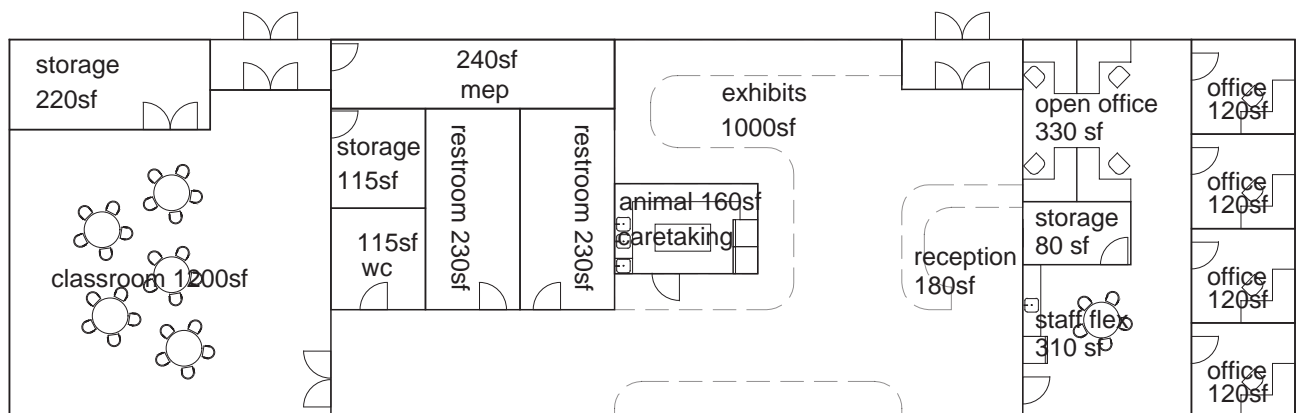 storage
220sf
240sf
mep
exhibits
1000sf
open office
330 sf
office
120sf
storage
115sf
restroom 230sf
restroom 230sf
animal 160sf
caretaking
office
120sf
115sf
wc
storage
80 sf
reception
180sf
classroom 1200sf
office
120sf
staff flex
310 sf
office
120sf